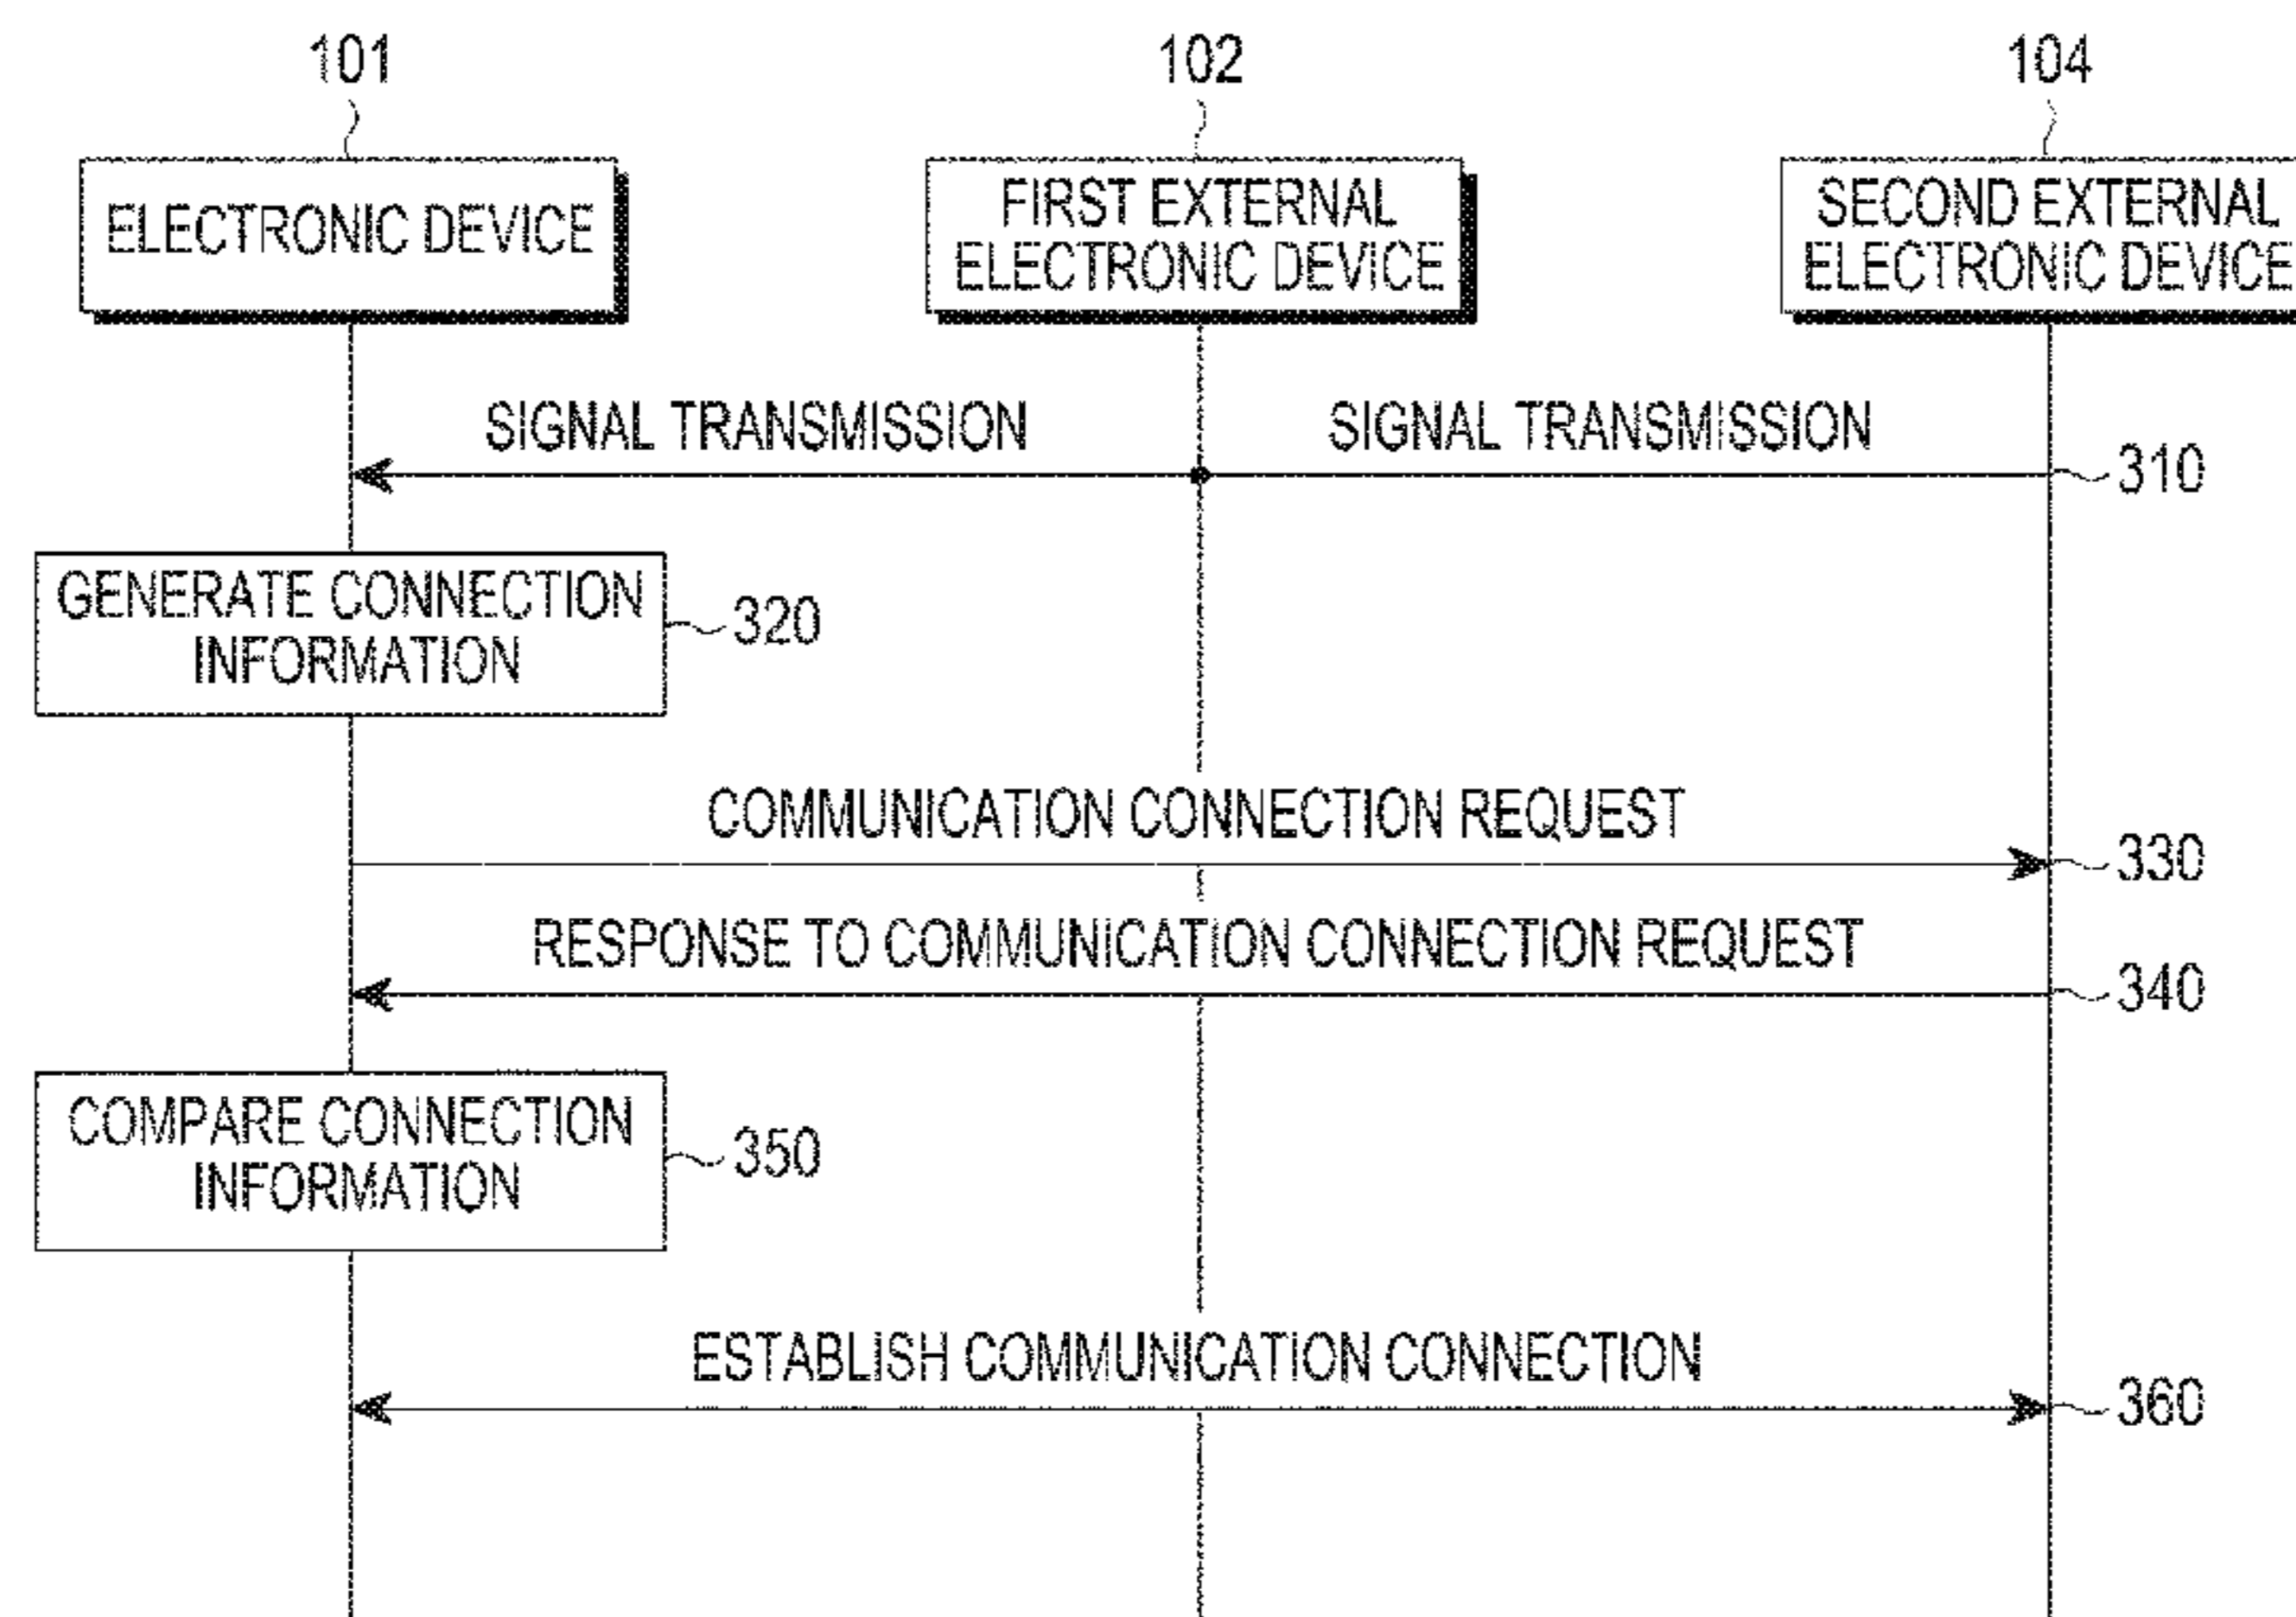 101
102
104
ELECTRONIC DEVICE
FIRST EXTERNAL
ELECTRONIC DEVICE
SECOND EXTERNAL
ELECTRONIC DEVICE
SIGNAL TRANSMISSION
SIGNAL TRANSMISSION
310
GENERATE CONNECTION
INFORMATION
320
COMMUNICATION CONNECTION REQUEST
330
RESPONSE TO COMMUNICATION CONNECTION REQUEST
340
COMPARE CONNECTION
INFORMATION
350
ESTABLISH COMMUNICATION CONNECTION
360